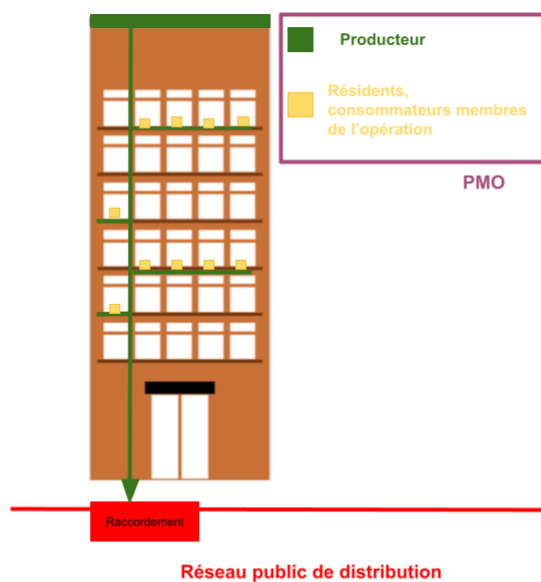 Producteur
Résidents,
consommateurs membres
de l'opération
PMO
Raccordement
Réseau public de distribution